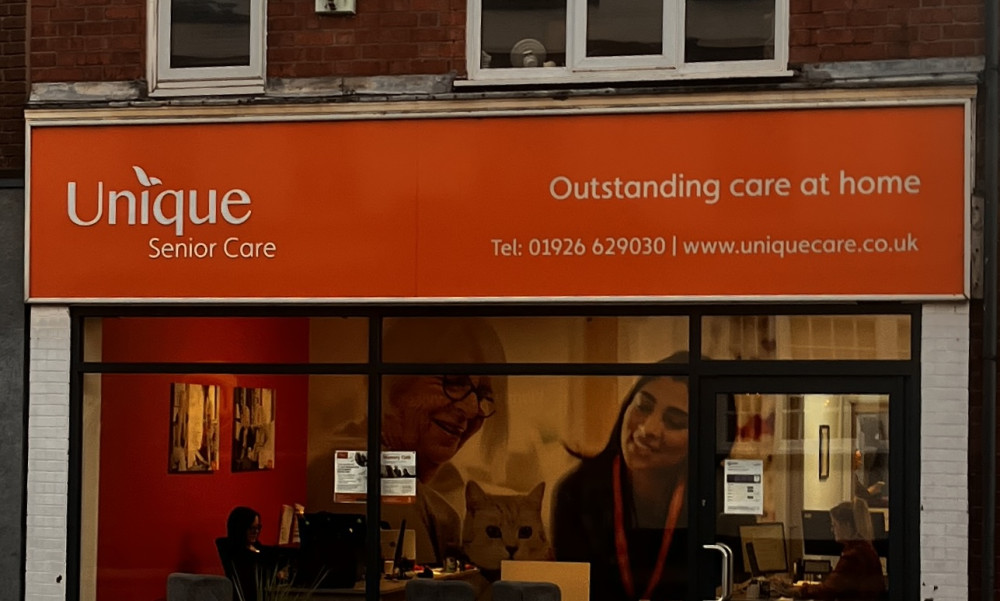 Unique
Senior Care
Outstanding care at home
Tel: 01926 629030 | www.uniquecare.co.uk